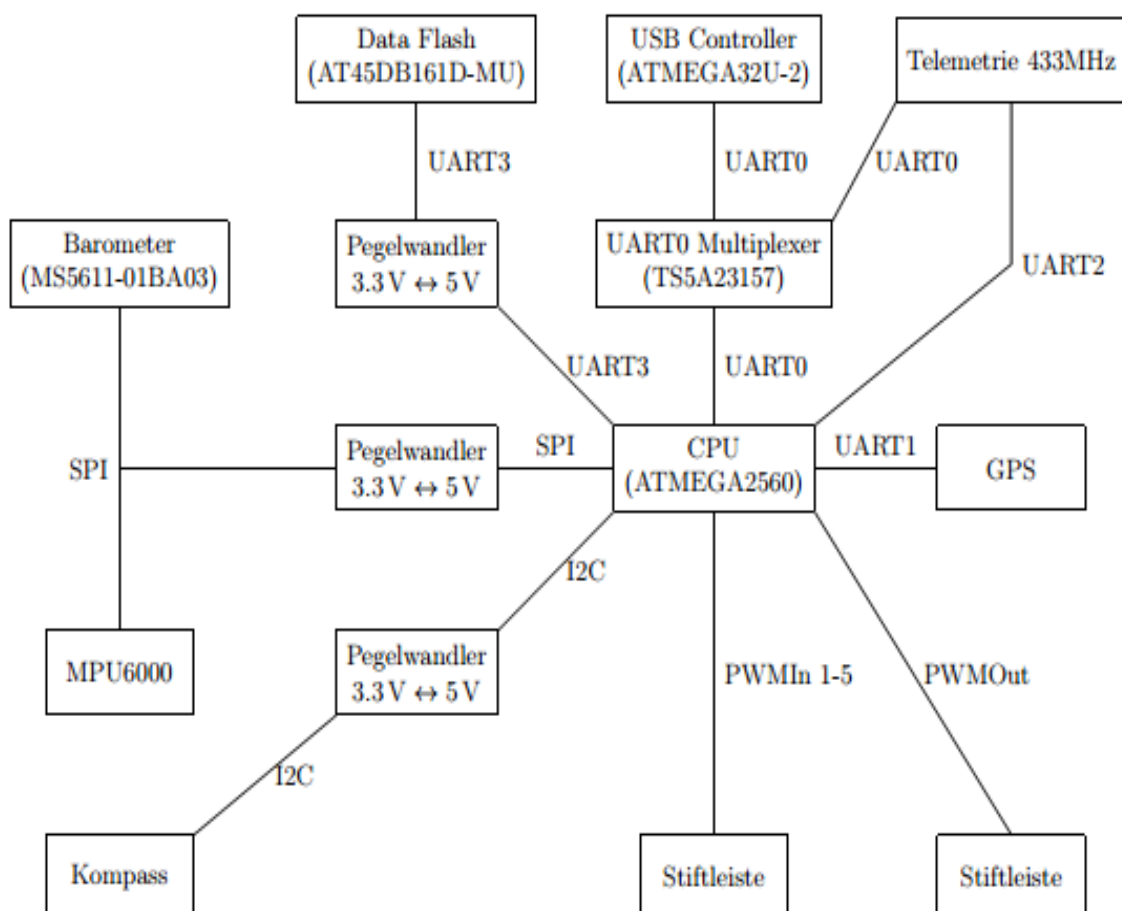 Data Flash
(AT45DB161D-MU)
USB Controller
(ATMEGA32U-2)
Telemetrie 433MHz
UART3
UART0
UART0
Barometer
(MS5611-01BA03)
Pegelwandler
3.3 V ↔ 5 V
UART0 Multiplexer
(TS5A23157)
UART2
UART3
UART0
SPI
Pegelwandler
3.3 V ↔ 5 V
SPI
CPU
(ATMEGA2560)
UART1
GPS
I2C
MPU6000
Pegelwandler
3.3 V ↔ 5 V
PWMIn 1-5
PWMOut
I2C
Kompass
Stiftleiste
Stiftleiste